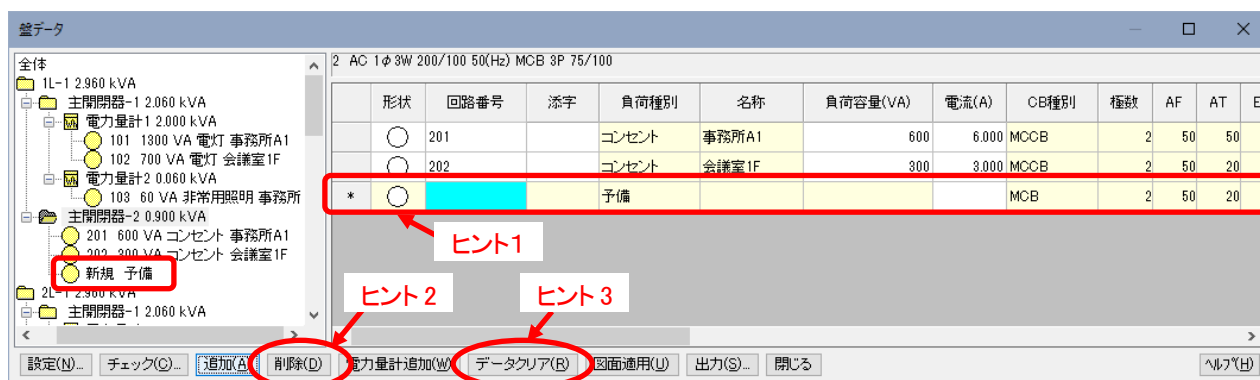 盤データ
全体
1L-1 2.960 kVA
主開閉器-1 2.060 kVA
電力量計1 2.000 kVA
101 1300 VA 電灯 事務所A1
102 700 VA 電灯 会議室1F
電力量計2 0.060 kVA
103 60 VA 非常用照明 事務所
主開閉器-2 0.900 kVA
201 600 VA コンセント 事務所A1
202 300 VA コンセント 会議室1F
新規 予備
2L-1 2.960 kVA
主開閉器-1 2.060 kVA
2 AC 1φ3W 200/100 50(Hz) MCB 3P 75/100
形状 回路番号 添字 負荷種別 名称 負荷容量(VA) 電流(A) CB種別 極数 AF AT E
201 コンセント 事務所A1 600 6.000 MCCB 2 50 50
202 コンセント 会議室1F 300 3.000 MCCB 2 50 20
* 予備 MCB 2 50 20
ヒント1
ヒント2
ヒント3
設定(N)... チェック(C)... 追加(A) 削除(D) 電力量計追加(W) データクリア(R) 図面適用(U) 出力(S)... 閉じる ヘルプ(H)